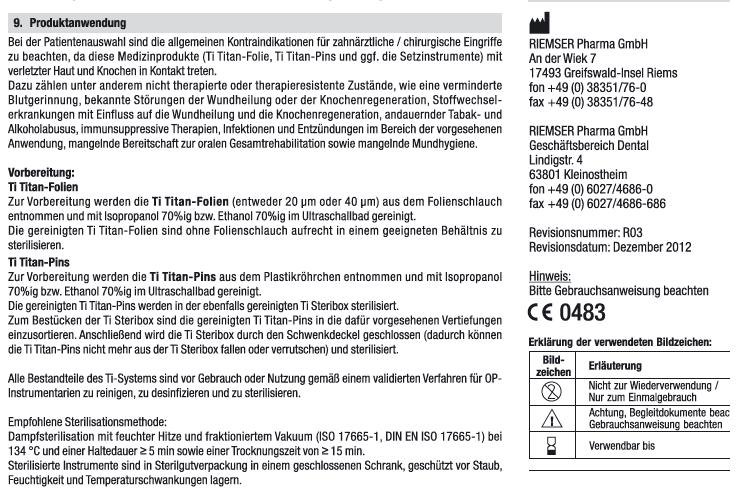 9. Produktanwendung
Bei der Patientenauswahl sind die allgemeinen Kontraindikationen für zahnärztliche / chirurgische Eingriffe
zu beachten, da diese Medizinprodukte (Ti Titan-Folie, Ti Titan-Pins und ggf. die Setzinstrumente) mit
verletzter Haut und Knochen in Kontakt treten.
Dazu zählen unter anderem nicht therapierte oder therapieresistente Zustände, wie eine verminderte
Blutgerinnung, bekannte Störungen der Wundheilung oder der Knochenregeneration, Stoffwechsel-
erkrankungen mit Einfluss auf die Wundheilung und die Knochenregeneration, andauernder Tabak- und
Alkoholabusus, immunsuppressive Therapien, Infektionen und Entzündungen im Bereich der vorgesehenen
Anwendung, mangelnde Bereitschaft zur oralen Gesamtrehabilitation sowie mangelnde Mundhygiene.
Vorbereitung:
Ti Titan-Folien
Zur Vorbereitung werden die Ti Titan-Folien (entweder 20 µm oder 40 µm) aus dem Folienschlauch
entnommen und mit Isopropanol 70%ig bzw. Ethanol 70%ig im Ultraschallbad gereinigt.
Die gereinigten Ti Titan-Folien sind ohne Folienschlauch aufrecht in einem geeigneten Behältnis zu
sterilisieren.
Ti Titan-Pins
Zur Vorbereitung werden die Ti Titan-Pins aus dem Plastikröhrchen entnommen und mit Isopropanol
70%ig bzw. Ethanol 70%ig im Ultraschallbad gereinigt.
Die gereinigten Ti Titan-Pins werden in der ebenfalls gereinigten Ti Steribox sterilisiert.
Zum Bestücken der Ti Steribox sind die gereinigten Ti Titan-Pins in die dafür vorgesehenen Vertiefungen
einzusortieren. Anschließend wird die Ti Steribox durch den Schwenkdeckel geschlossen (dadurch können
die Ti Titan-Pins nicht mehr aus der Ti Steribox fallen oder verrutschen) und sterilisiert.
Alle Bestandteile des Ti-Systems sind vor Gebrauch oder Nutzung gemäß einem validierten Verfahren für OP-
Instrumentarien zu reinigen, zu desinfizieren und zu sterilisieren.
Empfohlene Sterilisationsmethode:
Dampfsterilisation mit feuchter Hitze und fraktioniertem Vakuum (ISO 17665-1, DIN EN ISO 17665-1) bei
134 °C und einer Haltedauer ≥ 5 min sowie einer Trocknungszeit von ≥ 15 min.
Sterilisierte Instrumente sind in Sterilgutverpackung in einem geschlossenen Schrank, geschützt vor Staub,
Feuchtigkeit und Temperaturschwankungen lagern.
RIEMSER Pharma GmbH
An der Wiek 7
17493 Greifswald-Insel Riems
fon +49 (0) 38351/76-0
fax +49 (0) 38351/76-48
RIEMSER Pharma GmbH
Geschäftsbereich Dental
Lindigstr. 4
63801 Kleinostheim
fon +49 (0) 6027/4686-0
fax +49 (0) 6027/4686-686
Revisionsnummer: R03
Revisionsdatum: Dezember 2012
Hinweis:
Bitte Gebrauchsanweisung beachten
CE 0483
Erklärung der verwendeten Bildzeichen:
Bild-
zeichen
Erläuterung
2
Nicht zur Wiederverwendung /
Nur zum Einmalgebrauch
Achtung, Begleitdokumente beac
Gebrauchsanweisung beachten
Verwendbar bis